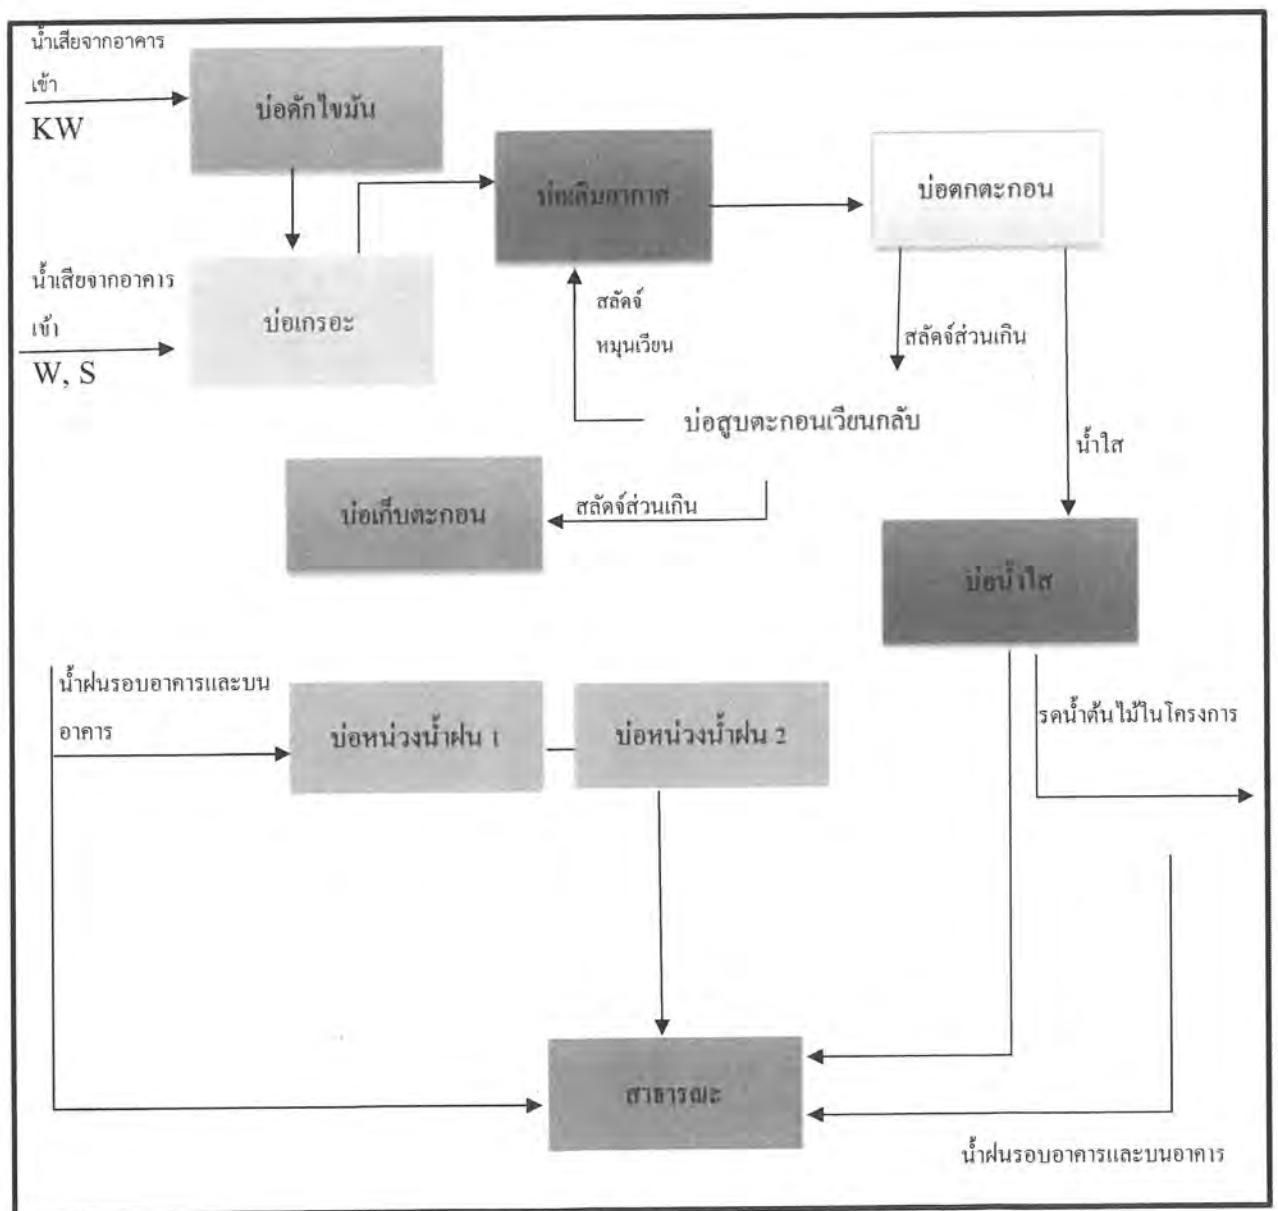 น้ำเสียจากอาคาร
เข้า
KW
บ่อดักไขมัน
บ่อเติมอากาศ
บ่อตกตะกอน
น้ำเสียจากอาคาร
เข้า
W, S
บ่อเกรอะ
สลัดจ์
หมุนเวียน
สลัดจ์ส่วนเกิน
บ่อสูบตะกอนเวียนกลับ
น้ำใส
บ่อเก็บตะกอน
สลัดจ์ส่วนเกิน
บ่อน้ำใส
น้ำฝนรอบอาคารและบน
อาคาร
บ่อหน่วงน้ำฝน 1
บ่อหน่วงน้ำฝน 2
รดน้ำต้นไม้ในโครงการ
สาธารณะ
น้ำฝนรอบอาคารและบนอาคาร